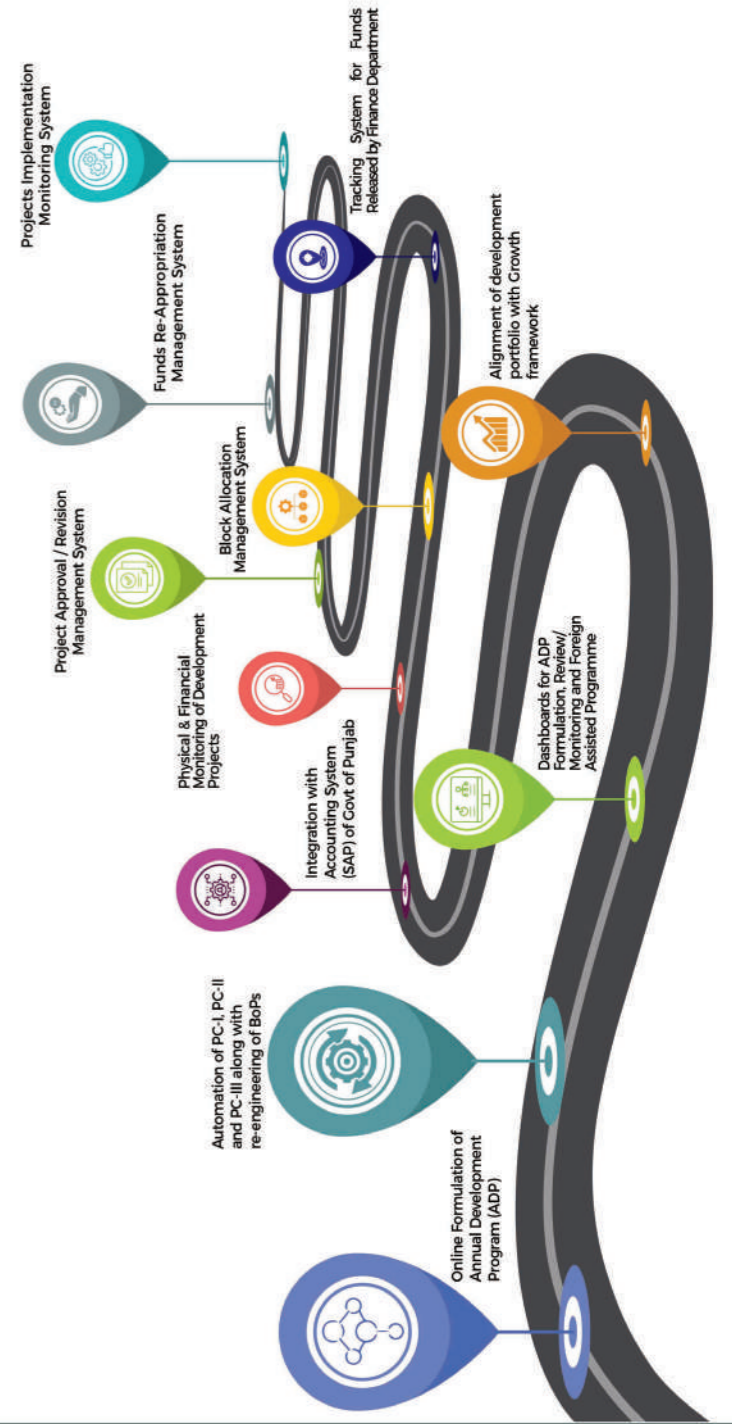 Online Formulation of
Annual Development
Program (ADP)
Automation of PC-I, PC-II
and PC-III along with
re-engineering of BoPs
Dashboards for ADP
Formulation, Review/
Monitoring and Foreign
Assisted Programme
Alignment of development
portfolio with Growth
framework
Integration with
Accounting System
(SAP) of Govt of Punjab
Physical & Financial
Monitoring of Development
Projects
Block Allocation
Management System
Tracking System for Funds
Released by Finance Department
Project Approval / Revision
Management System
Funds Re-Appropriation
Management System
Projects Implementation
Monitoring System